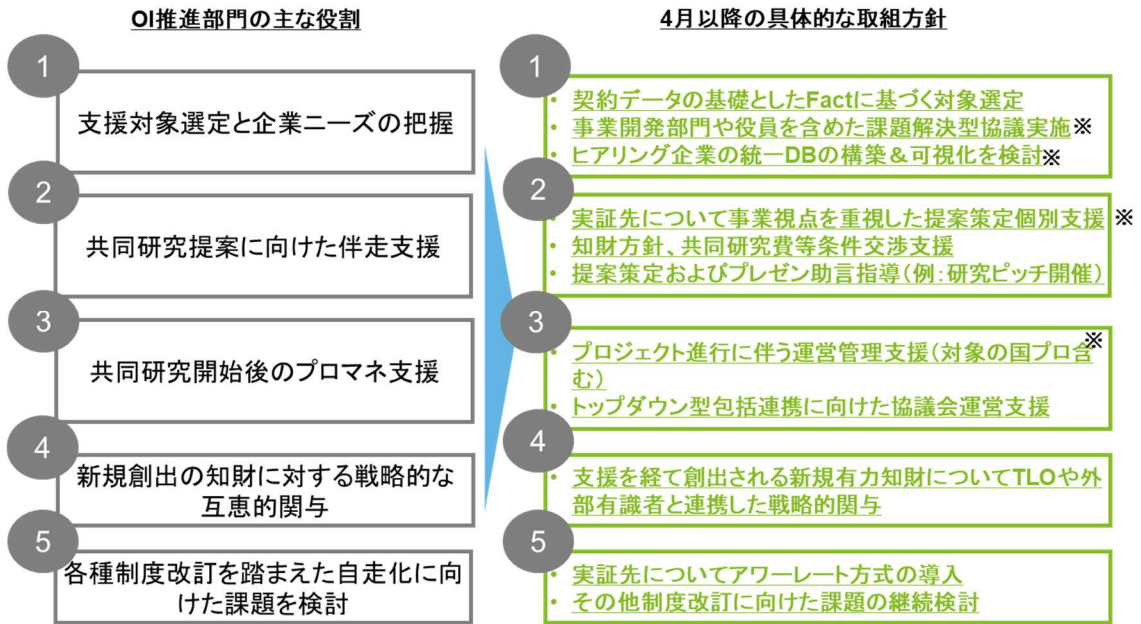 OI推進部門の主な役割
4月以降の具体的な取組方針
1
支援対象選定と企業ニーズの把握
1
・ 契約データの基礎としたFactに基づく対象選定
・ 事業開発部門や役員を含めた課題解決型協議実施※
・ ヒアリング企業の統一DBの構築＆可視化を検討※
2
共同研究提案に向けた伴走支援
2
・ 実証先について事業視点を重視した提案策定個別支援 ※
・ 知財方針、共同研究費等条件交渉支援
・ 提案策定およびプレゼン助言指導（例：研究ピッチ開催）
3
共同研究開始後のプロマネ支援
3
・ プロジェクト進行に伴う運営管理支援（対象の国プロ含※
む）
・ トップダウン型包括連携に向けた協議会運営支援
4
新規創出の知財に対する戦略的な
互恵的関与
4
・ 支援を経て創出される新規有力知財についてTLOや外
部有識者と連携した戦略的関与
5
各種制度改訂を踏まえた自走化に向
けた課題を検討
5
・ 実証先についてアワーレート方式の導入
・ その他制度改訂に向けた課題の継続検討